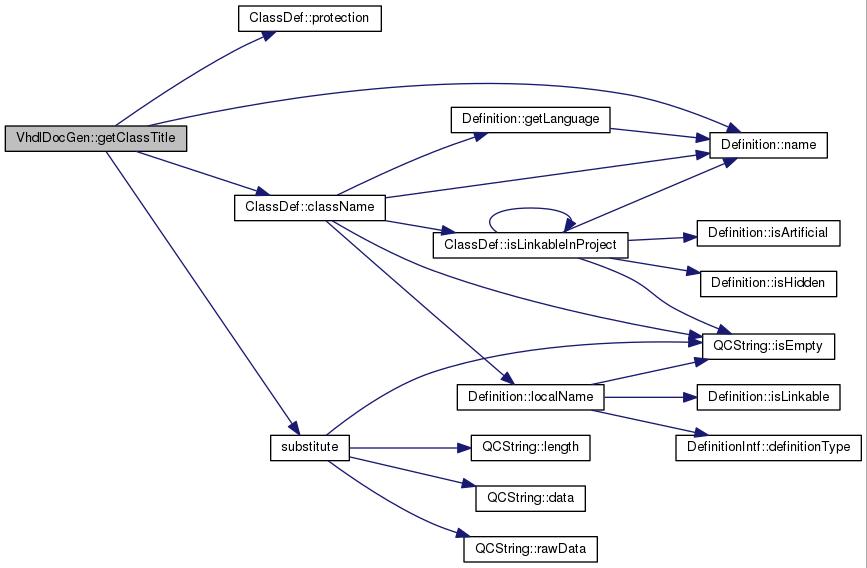 ClassDef::protection
VhdlDocGen::getClassTitle
Definition::getLanguage
Definition::name
ClassDef::className
ClassDef::isLinkableInProject
Definition::isArtificial
Definition::isHidden
QCString::isEmpty
Definition::localName
Definition::isLinkable
substitute
QCString::length
DefinitionIntf::definitionType
QCString::data
QCString::rawData